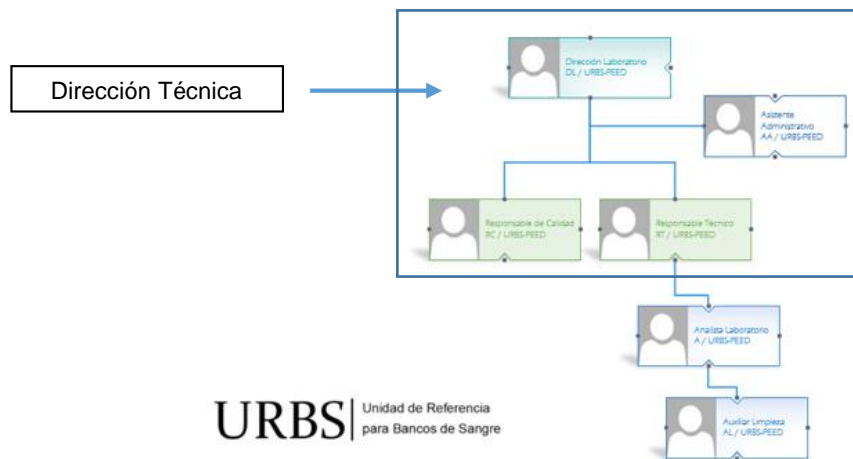 Dirección Técnica
Dirección Laboratorio
DL / URBS-PEED
Asistente
Administrativo
AA / URBS-PEED
Responsable de Calidad
RC / URBS-PEED
Responsable Técnico
RT / URBS-PEED
Analista Laboratorio
A / URBS-PEED
Auxiliar Limpieza
AL / URBS-PEED
URBS
Unidad de Referencia
para Bancos de Sangre